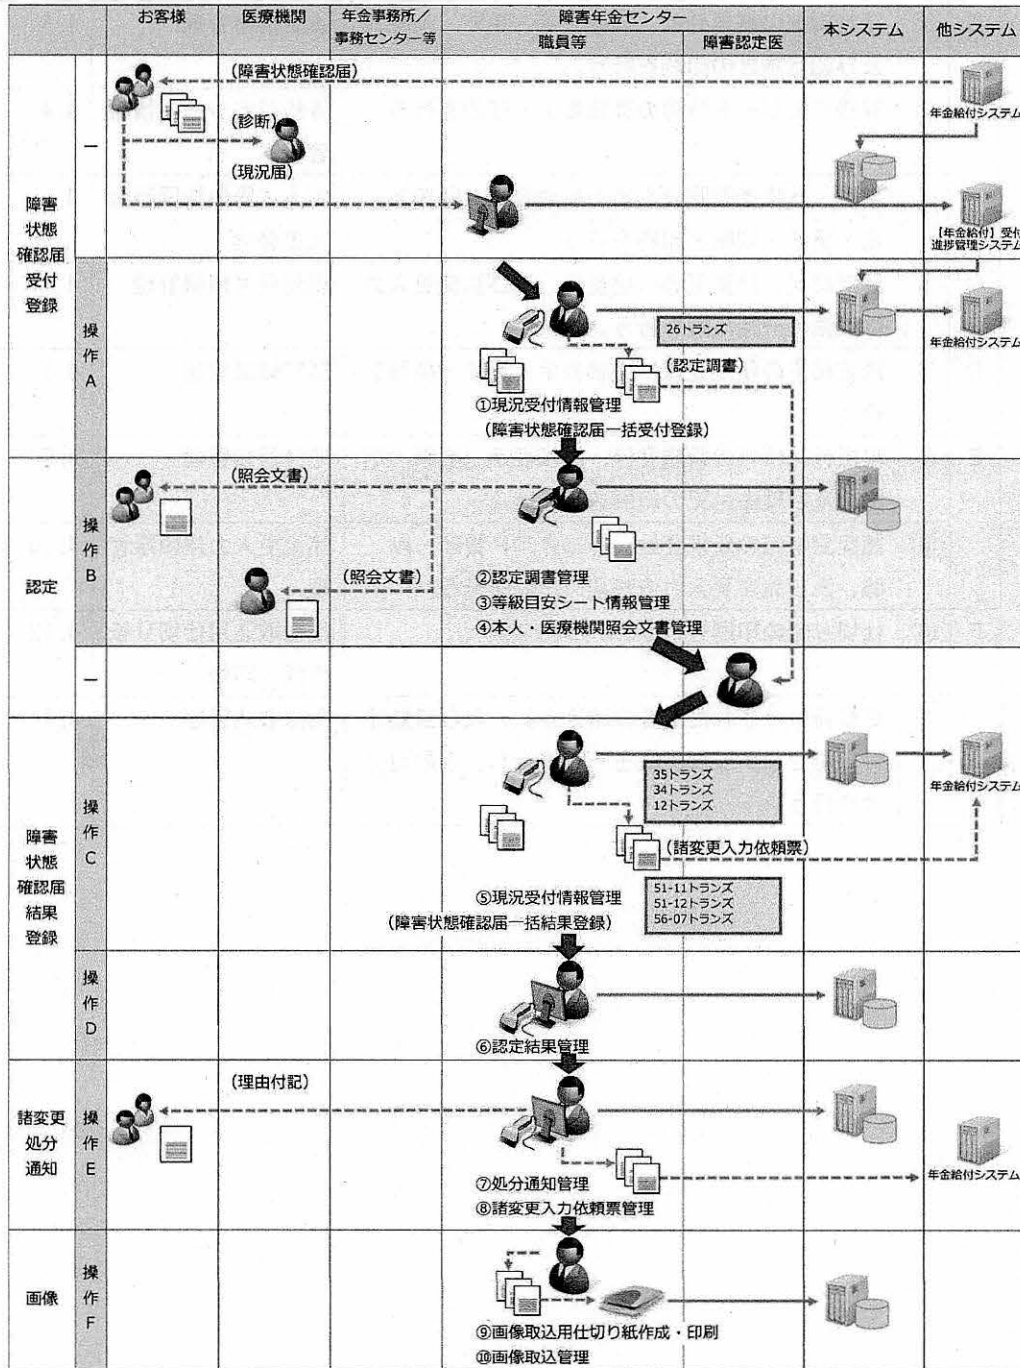 お客様
医療機関
年金事務所／
事務センター等
障害年金センター
職員等
障害認定医
本システム
他システム
障害
状態
確認届
受付
登録
－
(障害状態確認届)
(診断)
(現況届)
年金給付システム
【年金給付】受付
進捗管理システム
操
作
A
26トランズ
(認定調書)
年金給付システム
①現況受付情報管理
(障害状態確認届一括受付登録)
認定
操
作
B
(照会文書)
(照会文書)
②認定調書管理
③等級目安シート情報管理
④本人・医療機関照会文書管理
－
障害
状態
確認届
結果
登録
操
作
C
35トランズ
34トランズ
12トランズ
年金給付システム
(諸変更入力依頼票)
⑤現況受付情報管理
(障害状態確認届一括結果登録)
51-11トランズ
51-12トランズ
56-07トランズ
操
作
D
⑥認定結果管理
諸変更
処分
通知
操
作
E
(理由付記)
年金給付システム
⑦処分通知管理
⑧諸変更入力依頼票管理
画像
操
作
F
⑨画像取込用仕切り紙作成・印刷
⑩画像取込管理